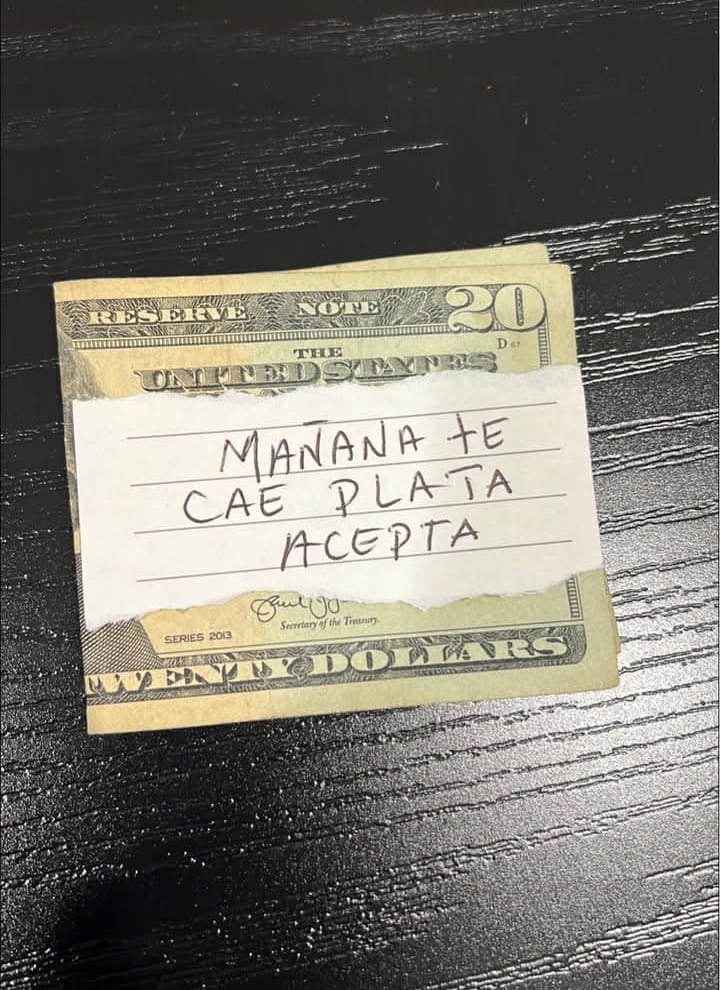 RESERVE NOTE 20
D 67
THE
UNITED STATES
MAÑANA tE
CAE PLATA
ACEPTA
Secretary of the Treasury.
SERIES 2013
TWENTY DOLLARS